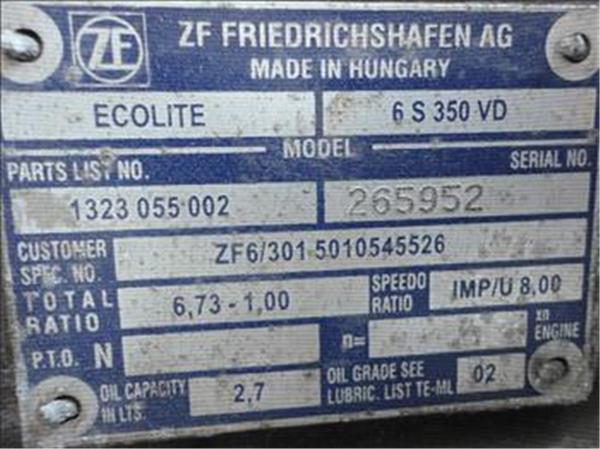 ZF ZF FRIEDRICHSHAFEN AG
MADE IN HUNGARY
ECOLITE 6 S 350 VD
MODEL
PARTS LIST NO. SERIAL NO.
1323 055 002 265952
CUSTOMER SPEC. NO. ZF6/301 5010545526
TOTAL RATIO 6,73-1,00 SPEEDO RATIO IMP/U 8,00
P.T.O. N n= xn ENGINE
OIL CAPACITY IN LTS. 2,7 OIL GRADE SEE LUBRIC. LIST TE-ML 02